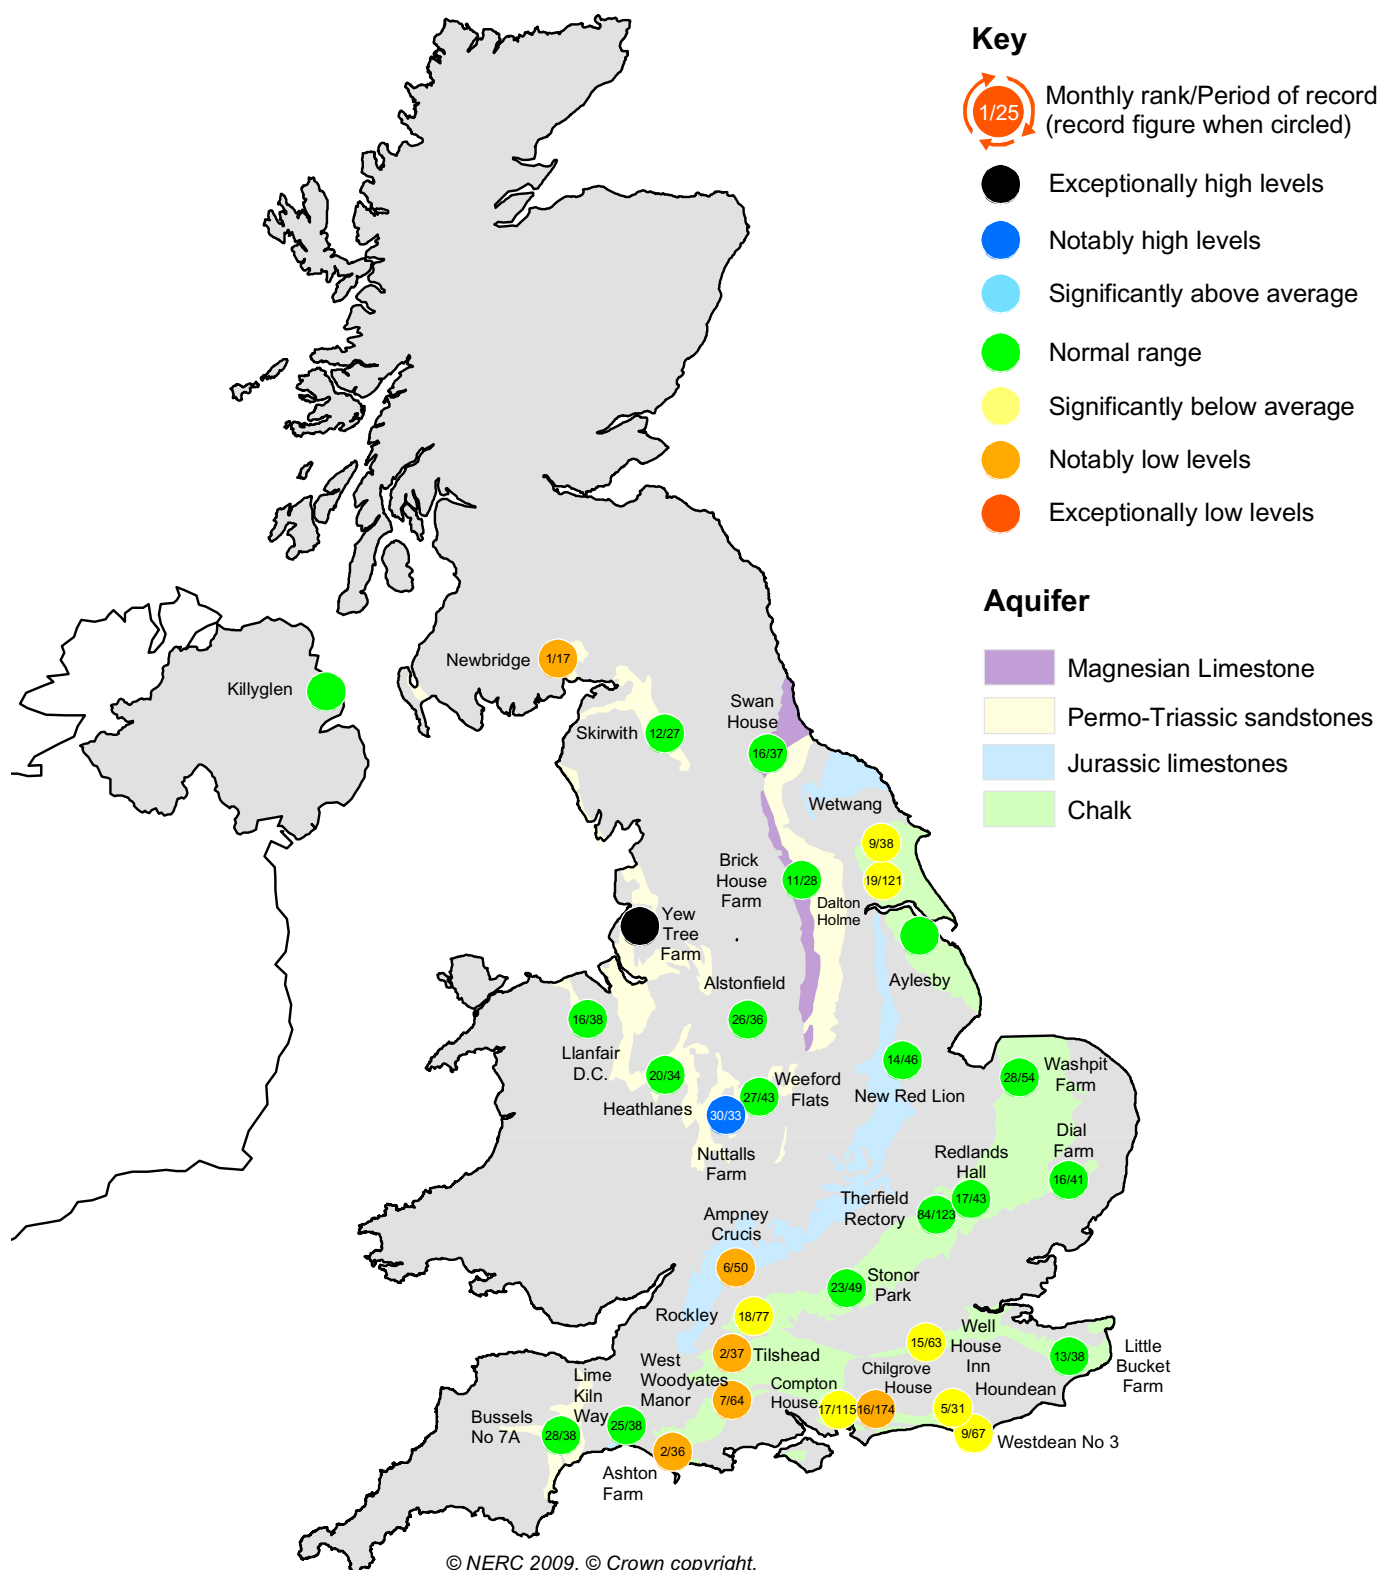 Key
1/25
Monthly rank/Period of record
(record figure when circled)
Exceptionally high levels
Notably high levels
Significantly above average
Normal range
Significantly below average
Notably low levels
Exceptionally low levels
Aquifer
Magnesian Limestone
Permo-Triassic sandstones
Jurassic limestones
Chalk
Newbridge
1/17
Killyglen
Skirwith
12/27
Swan
House
16/37
Wetwang
9/38
19/121
Dalton
Holme
Brick
House
Farm
11/28
Yew
Tree
Farm
Aylesby
Alstonfield
26/36
16/38
Llanfair
D.C.
20/34
Heathlanes
Weeford
Flats
27/43
30/33
Nuttalls
Farm
14/46
New Red Lion
28/54
Washpit
Farm
Dial
Farm
16/41
Redlands
Hall
17/43
Therfield
Rectory
84/123
Ampney
Crucis
6/50
Stonor
Park
23/49
Rockley
18/77
2/37
Tilshead
West
Woodyates
Manor
7/64
Well
House
Inn
15/63
13/38
Little
Bucket
Farm
Compton
House
17/115
Chilgrove
House
16/174
Houndean
5/31
9/67
Westdean No 3
Lime
Kiln
Way
25/38
Bussels
No 7A
28/38
2/36
Ashton
Farm
© NERC 2009. © Crown copyright.